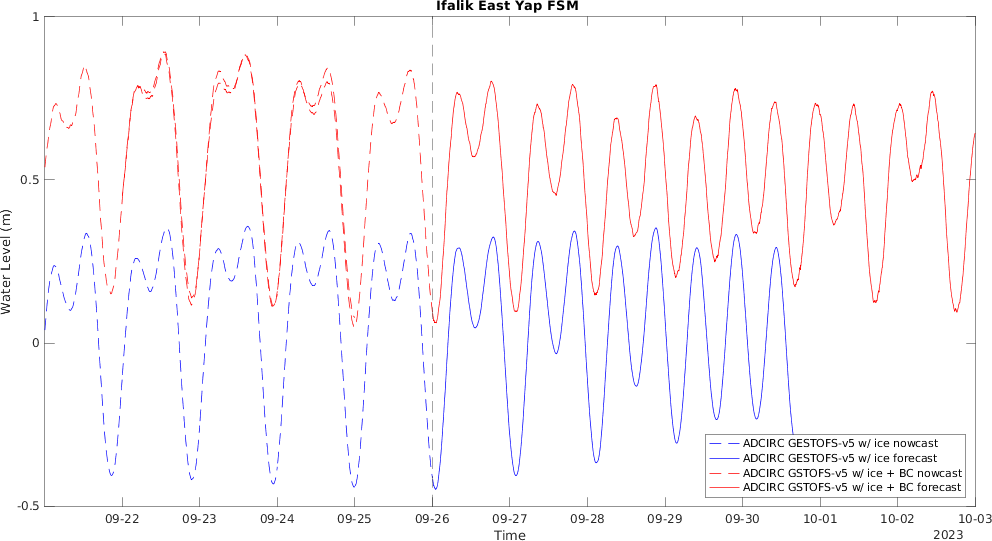 Ifalik East Yap FSM
1
0.5
0
-0.5
Water Level (m)
ADCIRC GESTOFS-v5 w/ ice nowcast
ADCIRC GESTOFS-v5 w/ ice forecast
ADCIRC GSTOFS-v5 w/ ice + BC nowcast
ADCIRC GSTOFS-v5 w/ ice + BC forecast
09-22 09-23 09-24 09-25 09-26 09-27 09-28 09-29 09-30 10-01 10-02 10-03
Time
2023